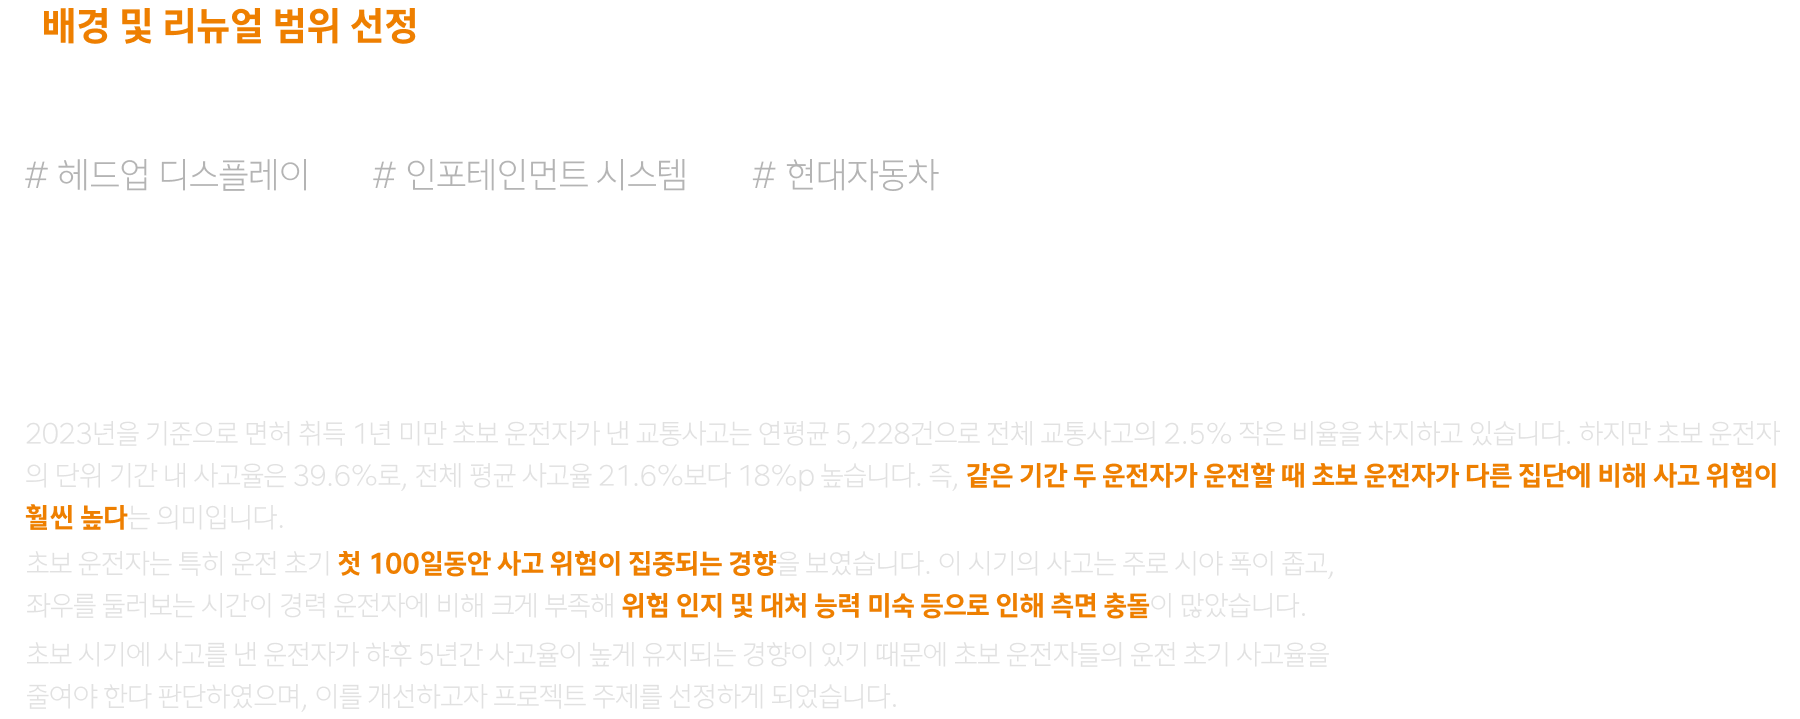 배경 및 리뉴얼 범위 선정
# 헤드업 디스플레이 # 인포테인먼트 시스템 # 현대자동차
2023년을 기준으로 면허 취득 1년 미만 초보 운전자가 낸 교통사고는 연평균 5,228건으로 전체 교통사고의 2.5% 작은 비율을 차지하고 있습니다. 하지만 초보 운전자
의 단위 기간 내 사고율은 39.6%로, 전체 평균 사고율 21.6%보다 18%p 높습니다. 즉, 같은 기간 두 운전자가 운전할 때 초보 운전자가 다른 집단에 비해 사고 위험이
훨씬 높다는 의미입니다.
초보 운전자는 특히 운전 초기 첫 100일동안 사고 위험이 집중되는 경향을 보였습니다. 이 시기의 사고는 주로 시야 폭이 좁고,
좌우를 둘러보는 시간이 경력 운전자에 비해 크게 부족해 위험 인지 및 대처 능력 미숙 등으로 인해 측면 충돌이 많았습니다.
초보 시기에 사고를 낸 운전자가 햐후 5년간 사고율이 높게 유지되는 경향이 있기 때문에 초보 운전자들의 운전 초기 사고율을
줄여야 한다 판단하였으며, 이를 개선하고자 프로젝트 주제를 선정하게 되었습니다.